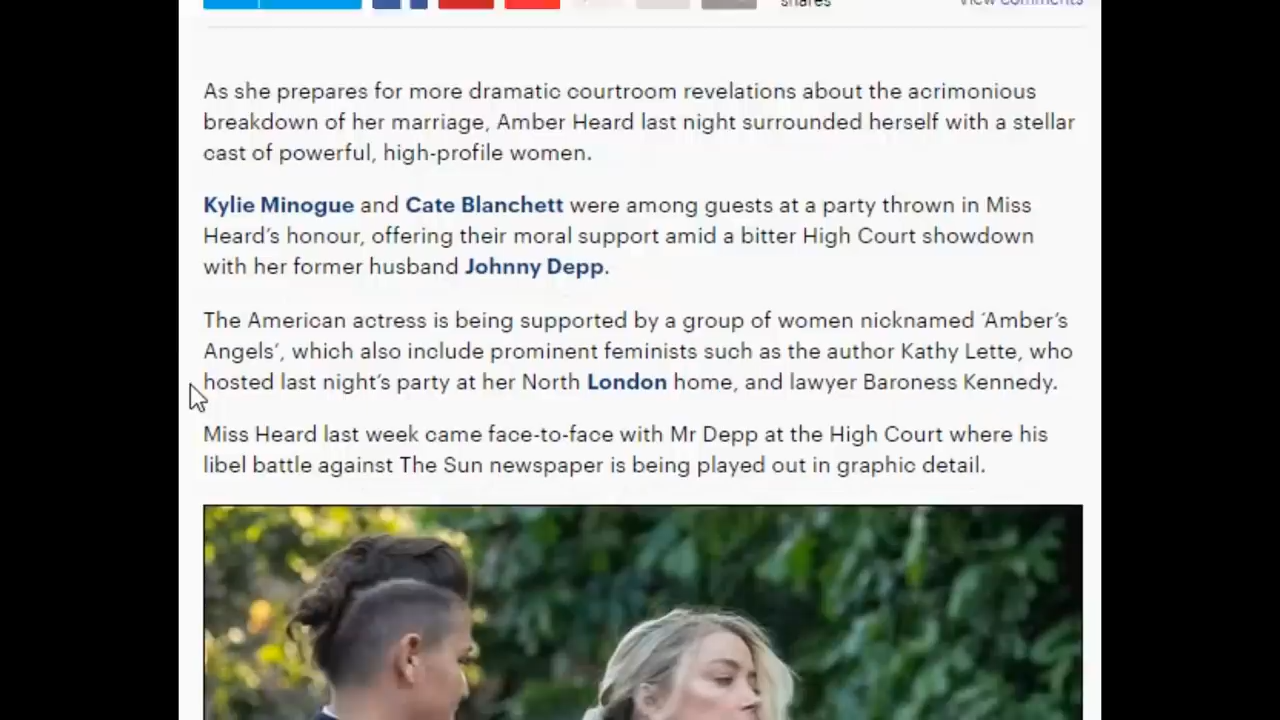 shares
View comments
As she prepares for more dramatic courtroom revelations about the acrimonious
breakdown of her marriage, Amber Heard last night surrounded herself with a stellar
cast of powerful, high-profile women.
Kylie Minogue and Cate Blanchett were among guests at a party thrown in Miss
Heard’s honour, offering their moral support amid a bitter High Court showdown
with her former husband Johnny Depp.
The American actress is being supported by a group of women nicknamed ‘Amber’s
Angels’, which also include prominent feminists such as the author Kathy Lette, who
hosted last night’s party at her North London home, and lawyer Baroness Kennedy.
Miss Heard last week came face-to-face with Mr Depp at the High Court where his
libel battle against The Sun newspaper is being played out in graphic detail.